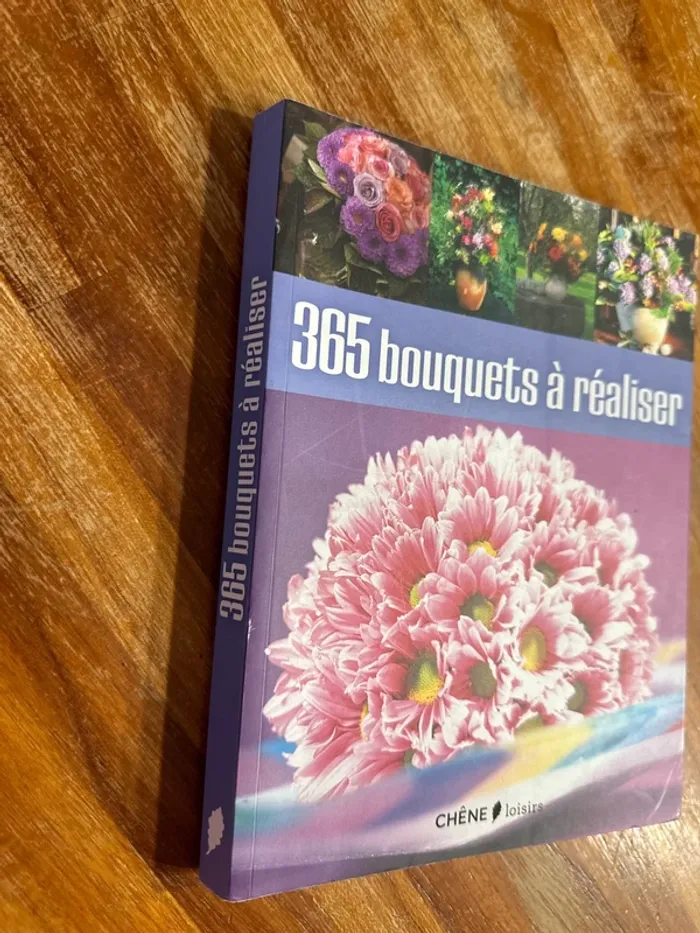 365 bouquets à réaliser
365 bouquets à réaliser
CHÊNE loisirs